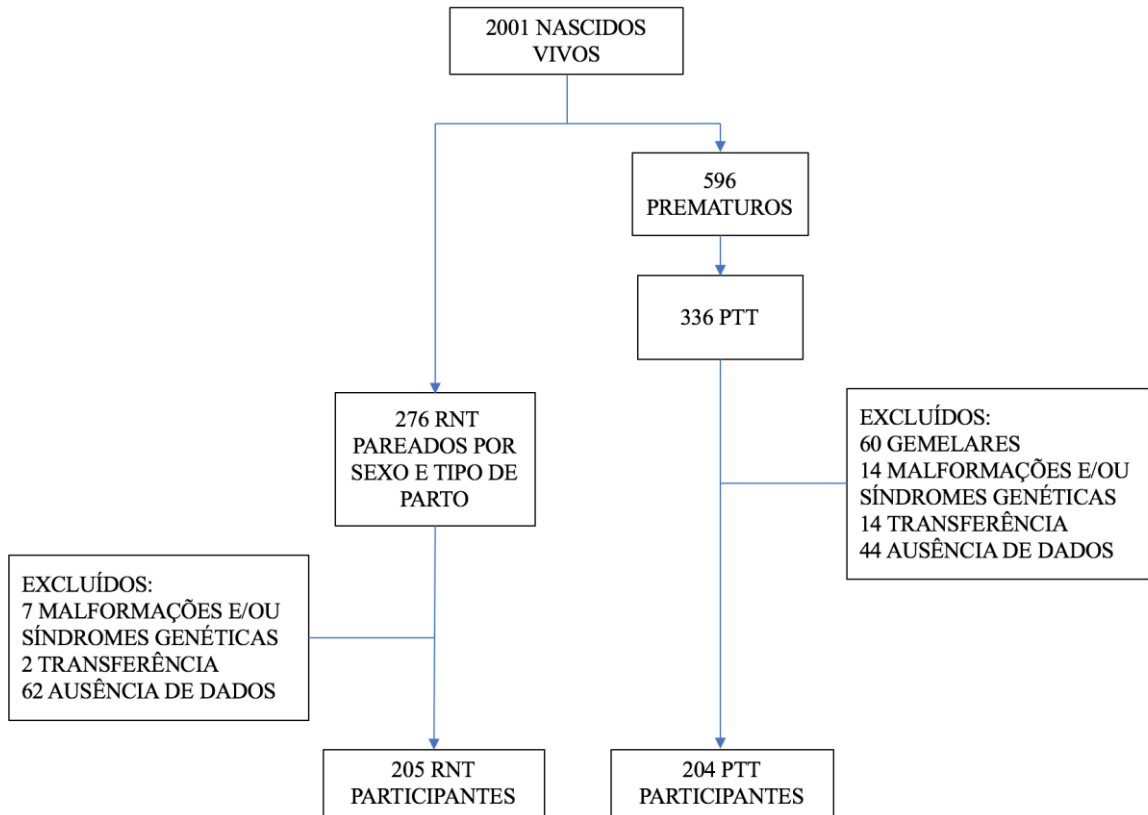 2001 NASCIDOS
VIVOS
596
PREMATUROS
336 PTT
276 RNT
PAREADOS POR
SEXO E TIPO DE
PARTO
EXCLUÍDOS:
60 GEMELARES
14 MALFORMAÇÕES E/OU
SÍNDROMES GENÉTICAS
14 TRANSFERÊNCIA
44 AUSÊNCIA DE DADOS
EXCLUÍDOS:
7 MALFORMAÇÕES E/OU
SÍNDROMES GENÉTICAS
2 TRANSFERÊNCIA
62 AUSÊNCIA DE DADOS
205 RNT
PARTICIPANTES
204 PTT
PARTICIPANTES